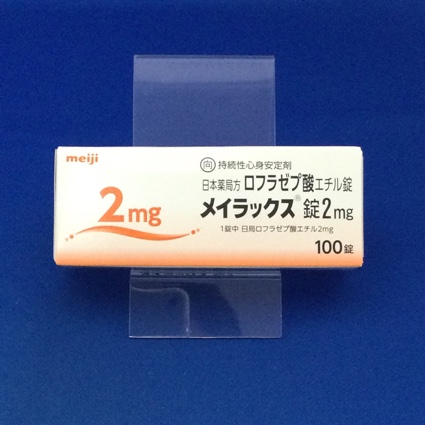 meiji
2mg
向 持続性心身安定剤
日本薬局方 ロフラゼプ酸エチル錠
メイラックス®錠2mg
1錠中 日局ロフラゼプ酸エチル2mg
100錠